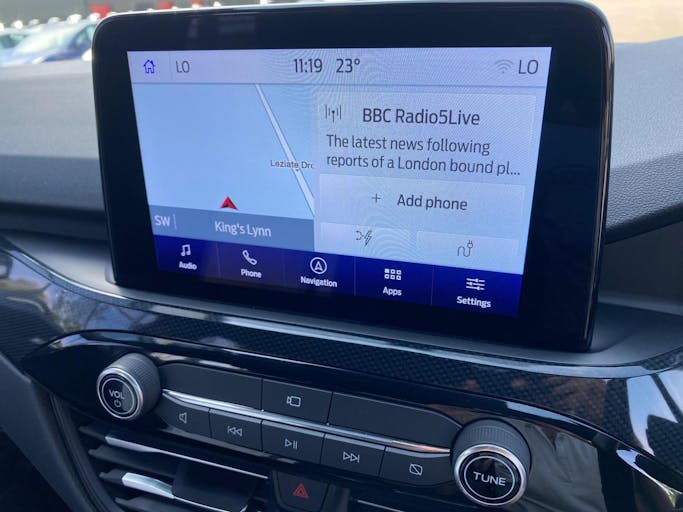 LO 11:19 23° LO
BBC Radio5Live
The latest news following
reports of a London bound pl...
Leziate Dro
+ Add phone
SW King's Lynn
Audio Phone Navigation Apps Settings
VOL
TUNE